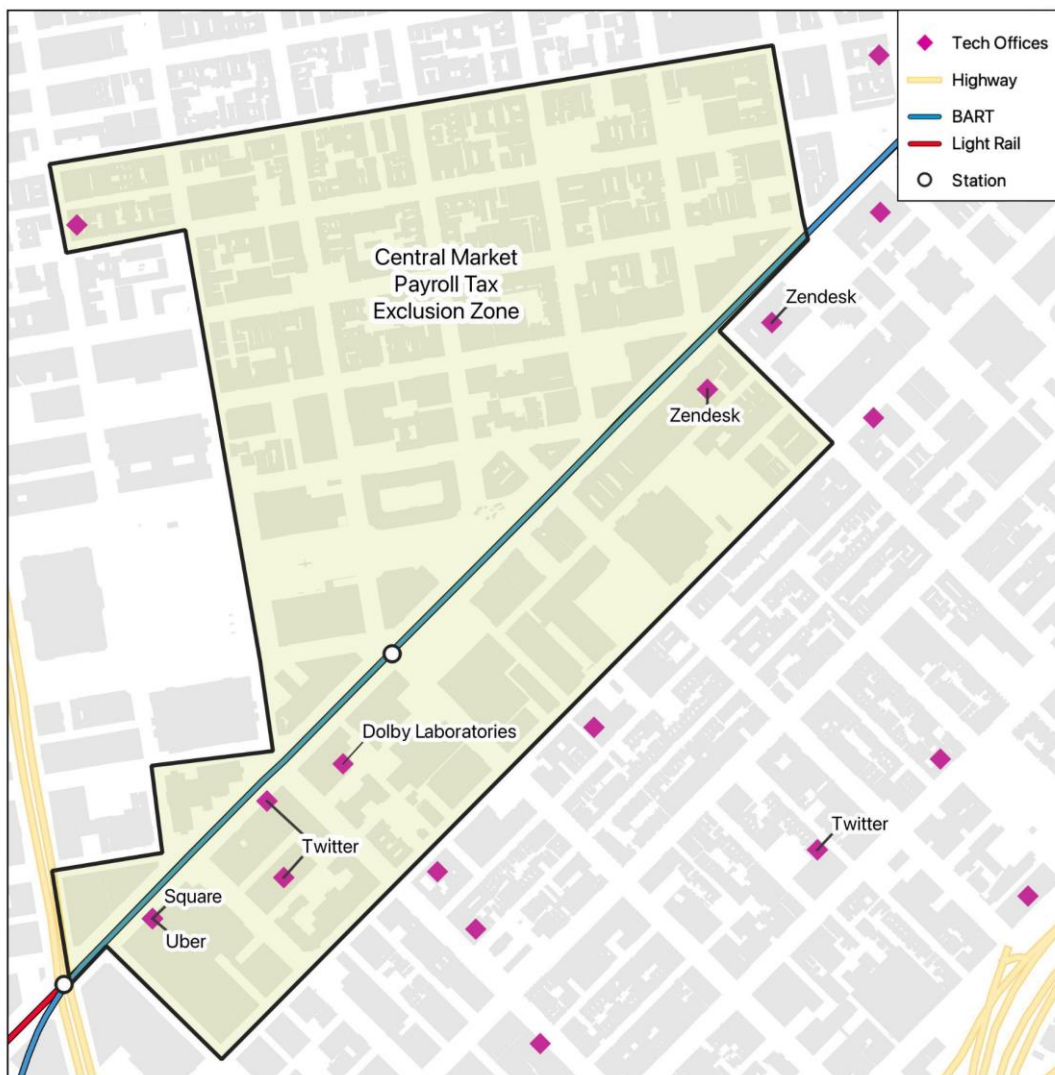 Tech Offices
Highway
BART
Light Rail
Station
Central Market
Payroll Tax
Exclusion Zone
Zendesk
Zendesk
Dolby Laboratories
Twitter
Twitter
Square
Uber